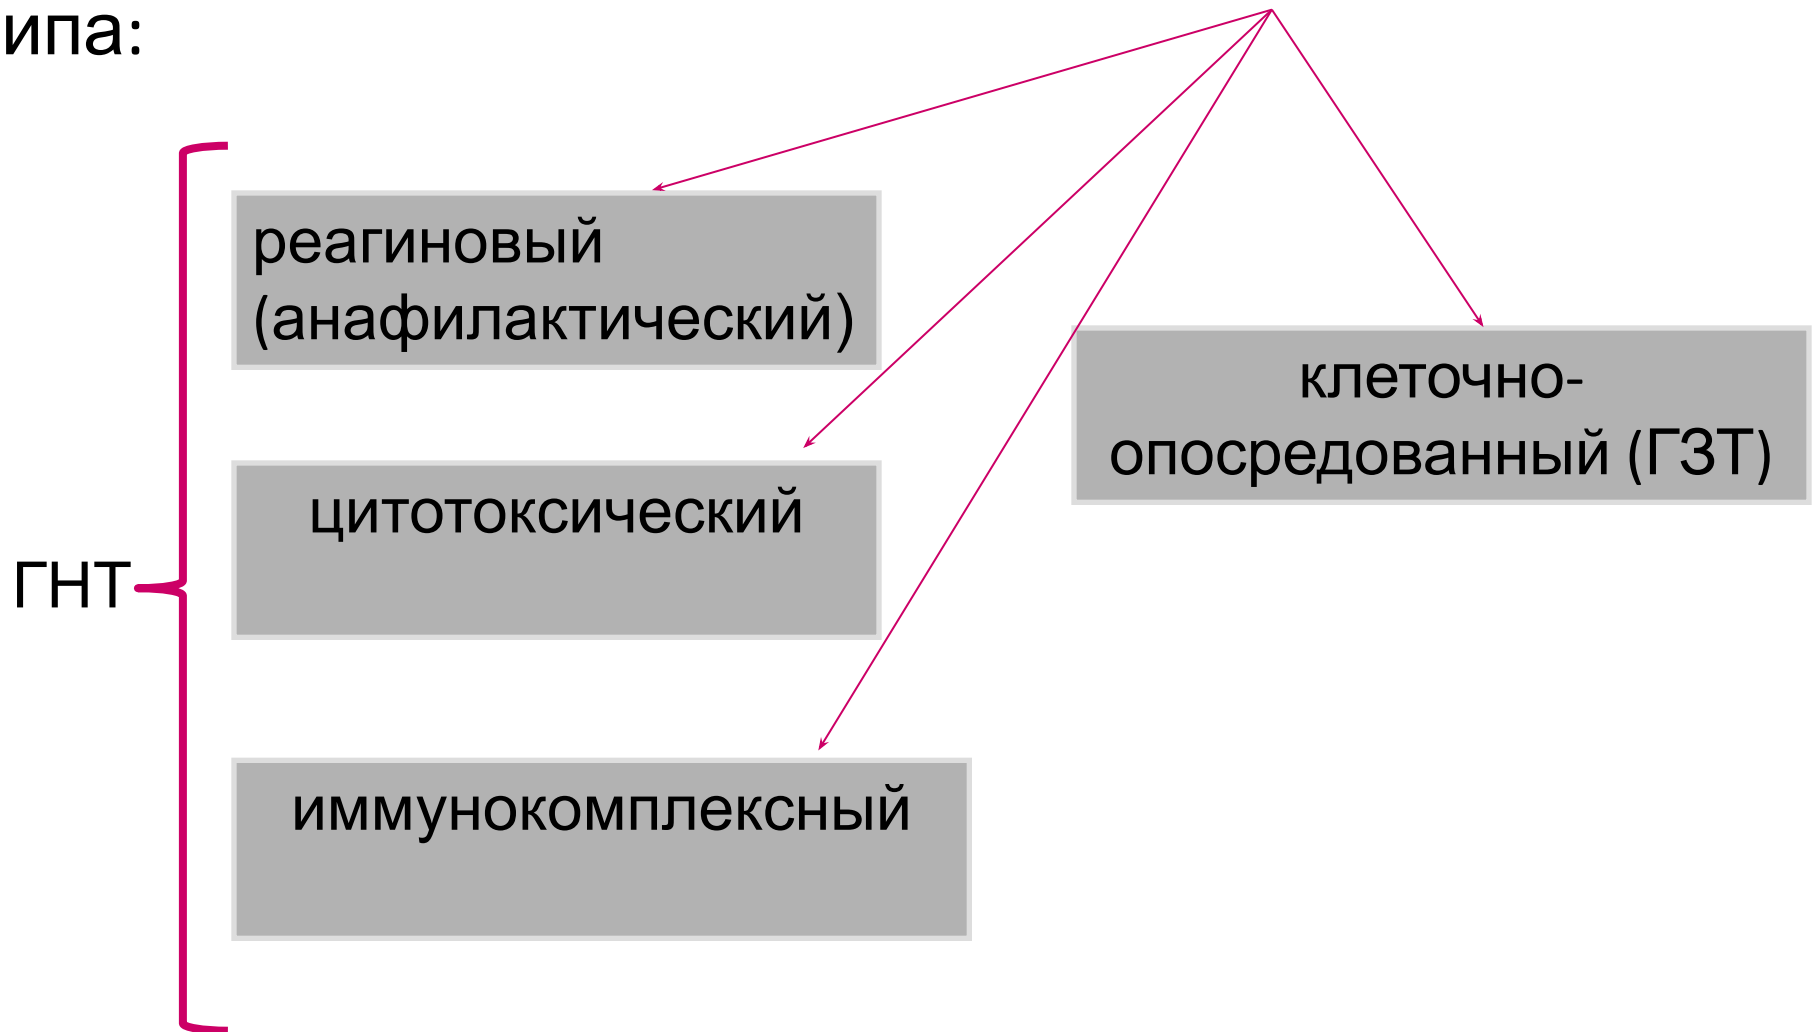 ипа:
реагиновый
(анафилактический)
клеточно-
опосредованный (ГЗТ)
цитотоксический
ГНТ
иммунокомплексный